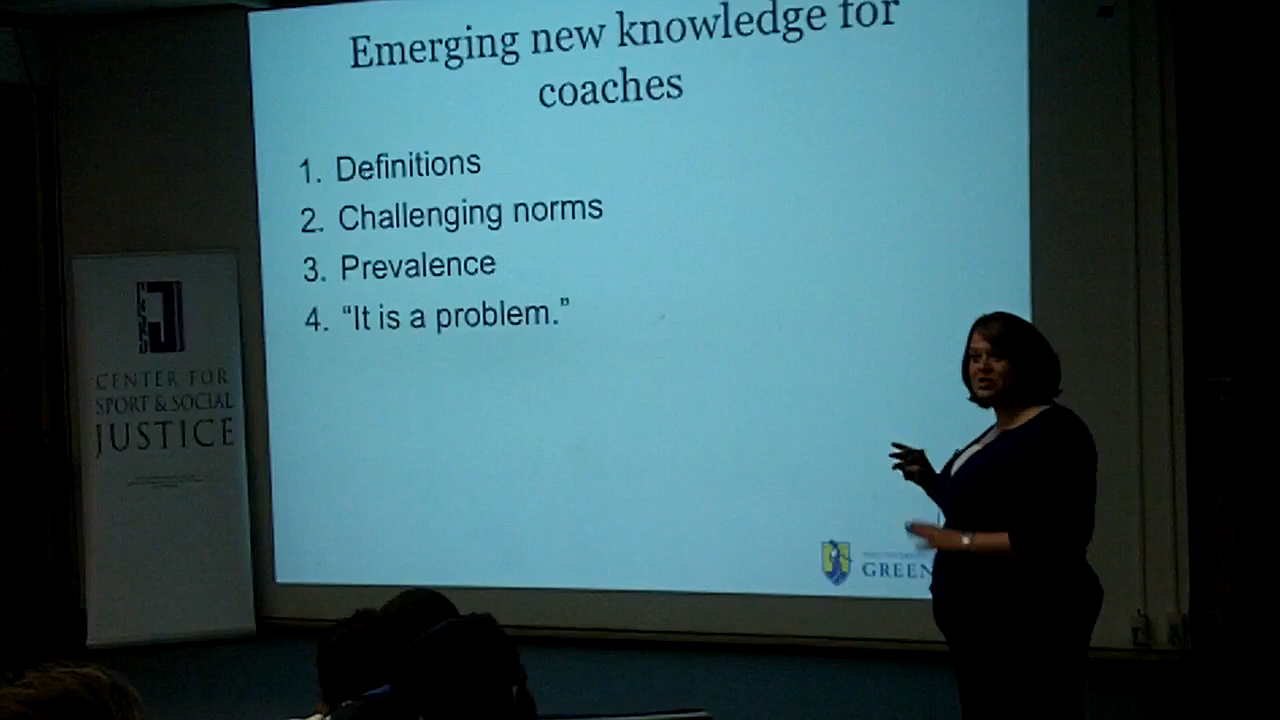 Emerging new knowledge for
coaches
1. Definitions
2. Challenging norms
3. Prevalence
4. “It is a problem.”
CENTER FOR
SPORT & SOCIAL
JUSTICE
GREEN